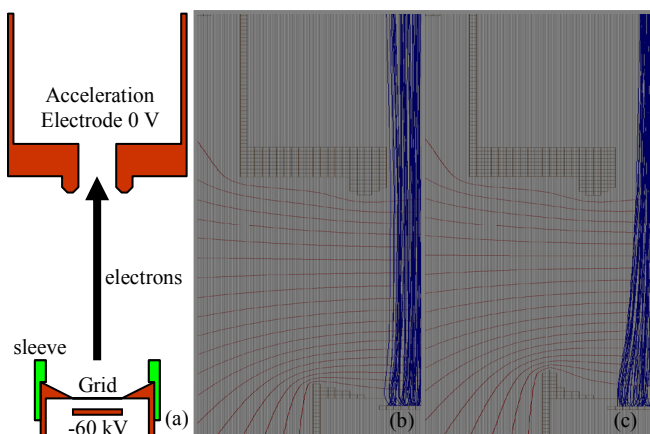 Acceleration
Electrode 0 V
electrons
sleeve
Grid
-60 kV
(a)
(b)
(c)